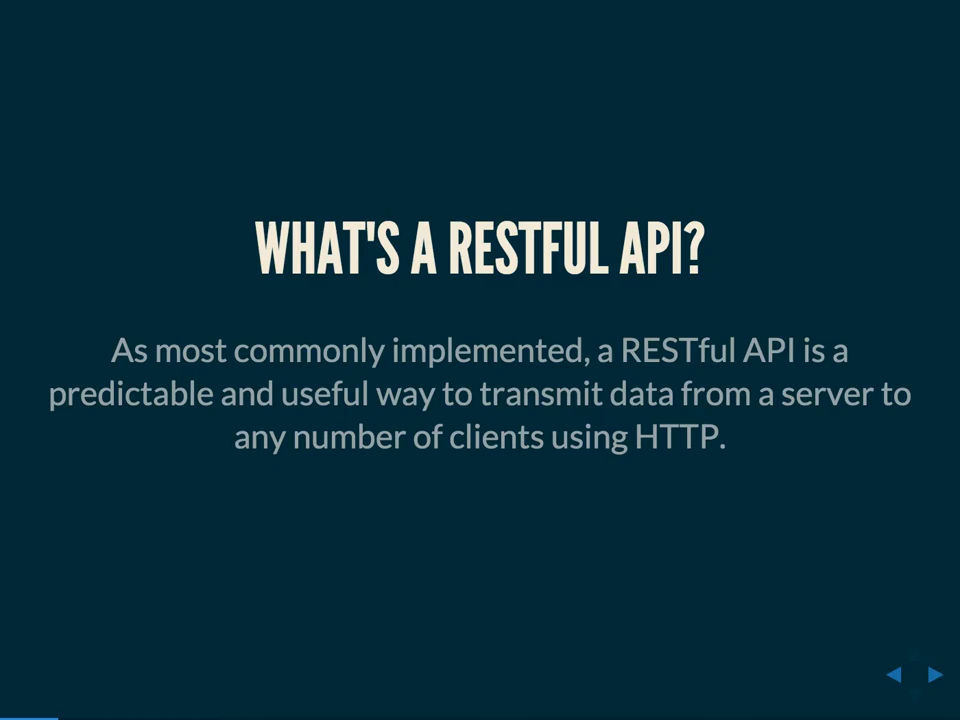 WHAT'S A RESTFUL API?
As most commonly implemented, a RESTful API is a
predictable and useful way to transmit data from a server to
any number of clients using HTTP.